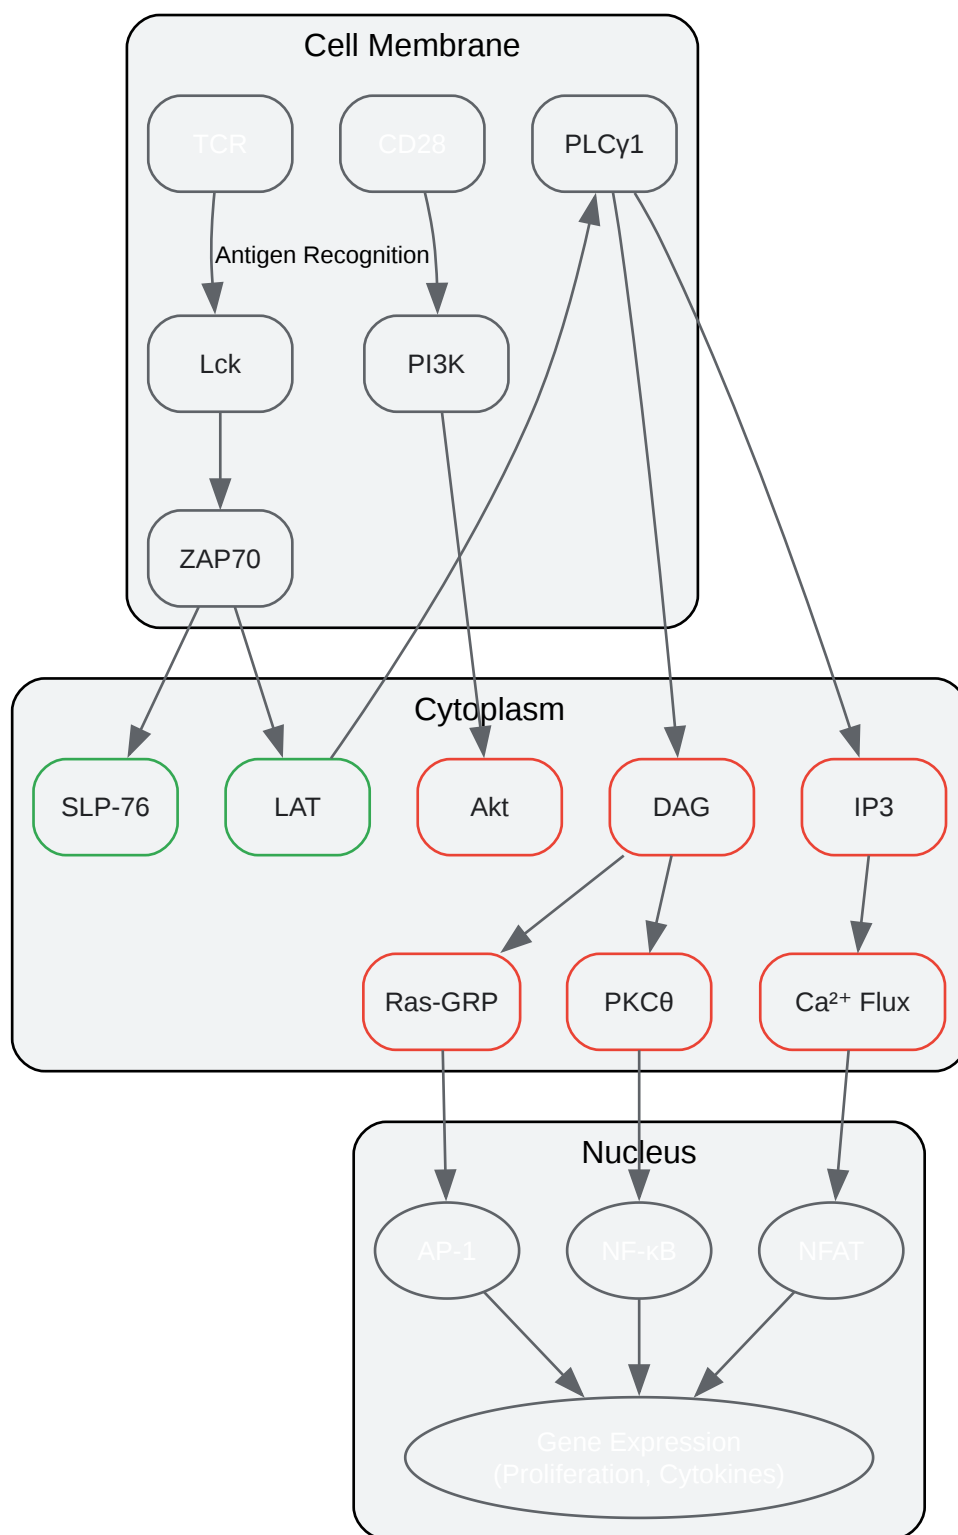 Cell Membrane
TCR
CD28
PLCγ1
Antigen Recognition
Lck
PI3K
ZAP70
Cytoplasm
SLP-76
LAT
Akt
DAG
IP3
Ras-GRP
PKCθ
Ca²⁺ Flux
Nucleus
AP-1
NF-κB
NFAT
Gene Expression
(Proliferation, Cytokines)